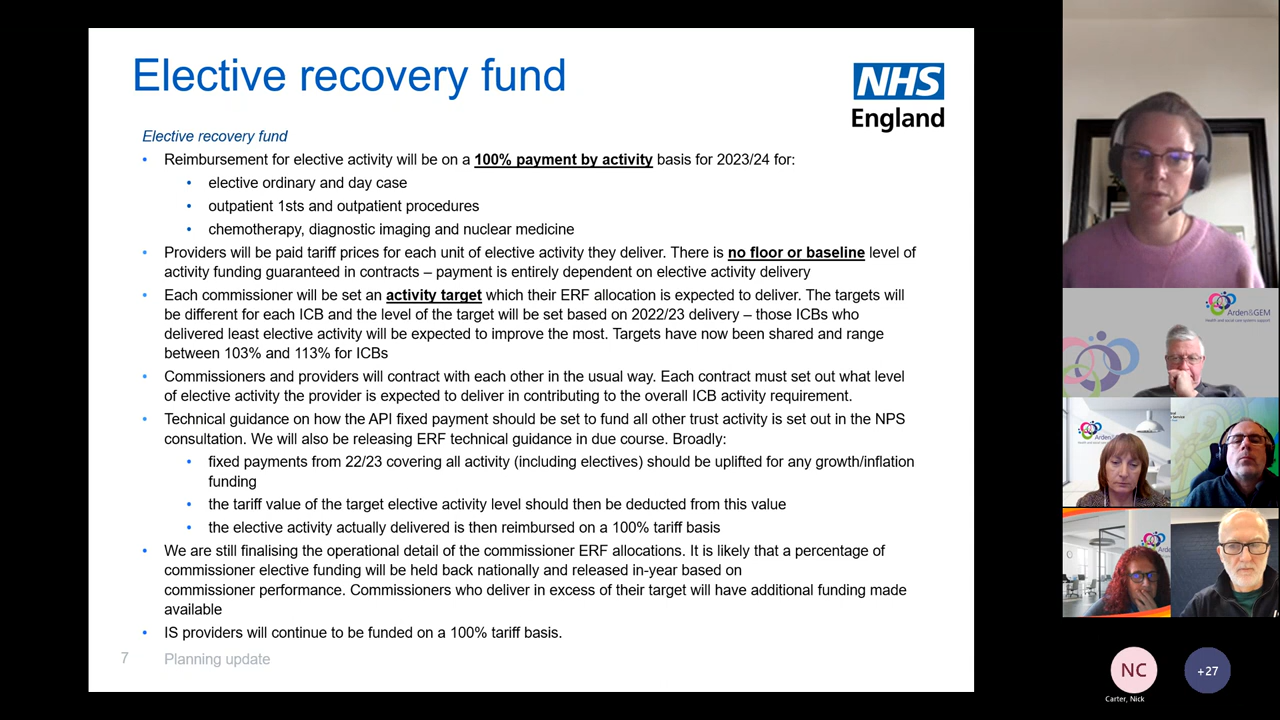 Elective recovery fund
NHS
England
Elective recovery fund
• Reimbursement for elective activity will be on a 100% payment by activity basis for 2023/24 for:
• elective ordinary and day case
• outpatient 1sts and outpatient procedures
• chemotherapy, diagnostic imaging and nuclear medicine
• Providers will be paid tariff prices for each unit of elective activity they deliver. There is no floor or baseline level of
activity funding guaranteed in contracts – payment is entirely dependent on elective activity delivery
• Each commissioner will be set an activity target which their ERF allocation is expected to deliver. The targets will
be different for each ICB and the level of the target will be set based on 2022/23 delivery – those ICBs who
delivered least elective activity will be expected to improve the most. Targets have now been shared and range
between 103% and 113% for ICBs
• Commissioners and providers will contract with each other in the usual way. Each contract must set out what level
of elective activity the provider is expected to deliver in contributing to the overall ICB activity requirement.
• Technical guidance on how the API fixed payment should be set to fund all other trust activity is set out in the NPS
consultation. We will also be releasing ERF technical guidance in due course. Broadly:
• fixed payments from 22/23 covering all activity (including electives) should be uplifted for any growth/inflation
funding
• the tariff value of the target elective activity level should then be deducted from this value
• the elective activity actually delivered is then reimbursed on a 100% tariff basis
• We are still finalising the operational detail of the commissioner ERF allocations. It is likely that a percentage of
commissioner elective funding will be held back nationally and released in-year based on
commissioner performance. Commissioners who deliver in excess of their target will have additional funding made
available
• IS providers will continue to be funded on a 100% tariff basis.
7 Planning update
Arden&GEM
NC
Carter, Nick
+27